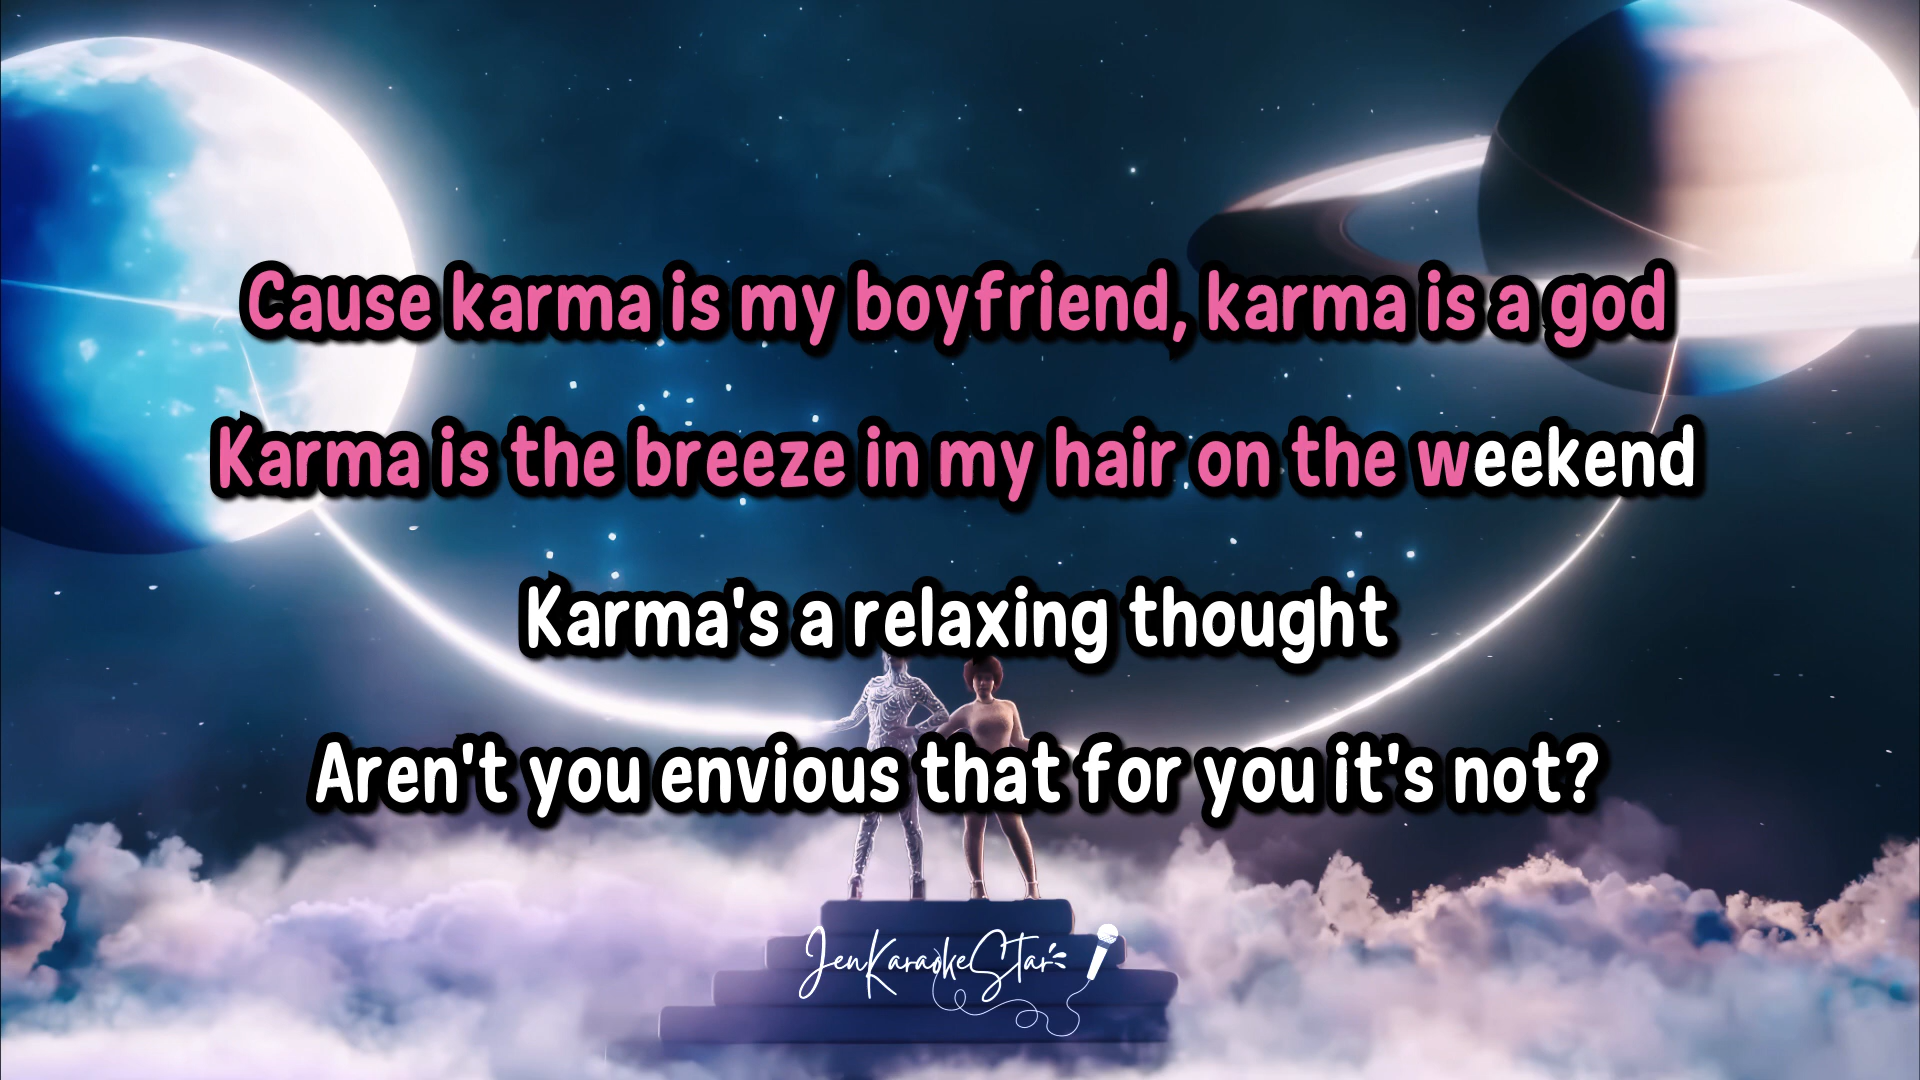 Cause karma is my boyfriend, karma is a god
Karma is the breeze in my hair on the weekend
Karma's a relaxing thought
Aren't you envious that for you it's not?
JenKaraokeStar